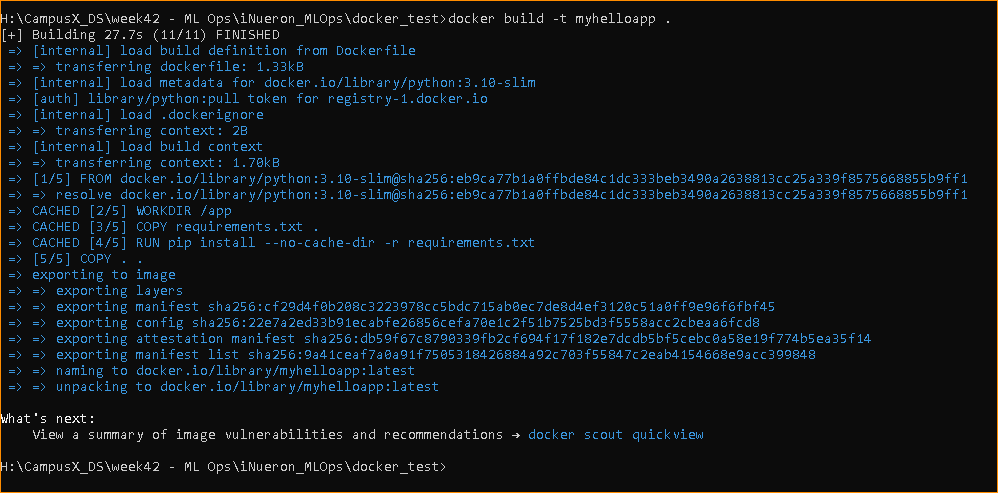 H:\CampusX_DS\week42 - ML Ops\iNueron_MLOps\docker_test>docker build -t myhelloapp .
[+] Building 27.7s (11/11) FINISHED
=> [internal] load build definition from Dockerfile
=> => transferring dockerfile: 1.33kB
=> [internal] load metadata for docker.io/library/python:3.10-slim
=> [auth] library/python:pull token for registry-1.docker.io
=> [internal] load .dockerignore
=> => transferring context: 2B
=> [internal] load build context
=> => transferring context: 1.70kB
=> [1/5] FROM docker.io/library/python:3.10-slim@sha256:eb9ca77b1a0ffbde84c1dc333beb3490a2638813cc25a339f8575668855b9ff1
=> => resolve docker.io/library/python:3.10-slim@sha256:eb9ca77b1a0ffbde84c1dc333beb3490a2638813cc25a339f8575668855b9ff1
=> CACHED [2/5] WORKDIR /app
=> CACHED [3/5] COPY requirements.txt .
=> CACHED [4/5] RUN pip install --no-cache-dir -r requirements.txt
=> [5/5] COPY . .
=> exporting to image
=> => exporting layers
=> => exporting manifest sha256:cf29d4f0b208c3223978cc5bdc715ab0ec7de8d4ef3120c51a0ff9e96f6fbf45
=> => exporting config sha256:22e7a2ed33b91ecabfe26856cefa70e1c2f51b7525bd3f5558acc2cbeaa6fcd8
=> => exporting attestation manifest sha256:db59f67c8790339fb2cf694f17f182e7dcdb5bf5cebc0a58e19f774b5ea35f14
=> => exporting manifest list sha256:9a41ceaf7a0a91f7505318426884a92c703f55847c2eab4154668e9acc399848
=> => naming to docker.io/library/myhelloapp:latest
=> => unpacking to docker.io/library/myhelloapp:latest
What's next:
View a summary of image vulnerabilities and recommendations → docker scout quickview
H:\CampusX_DS\week42 - ML Ops\iNueron_MLOps\docker_test>